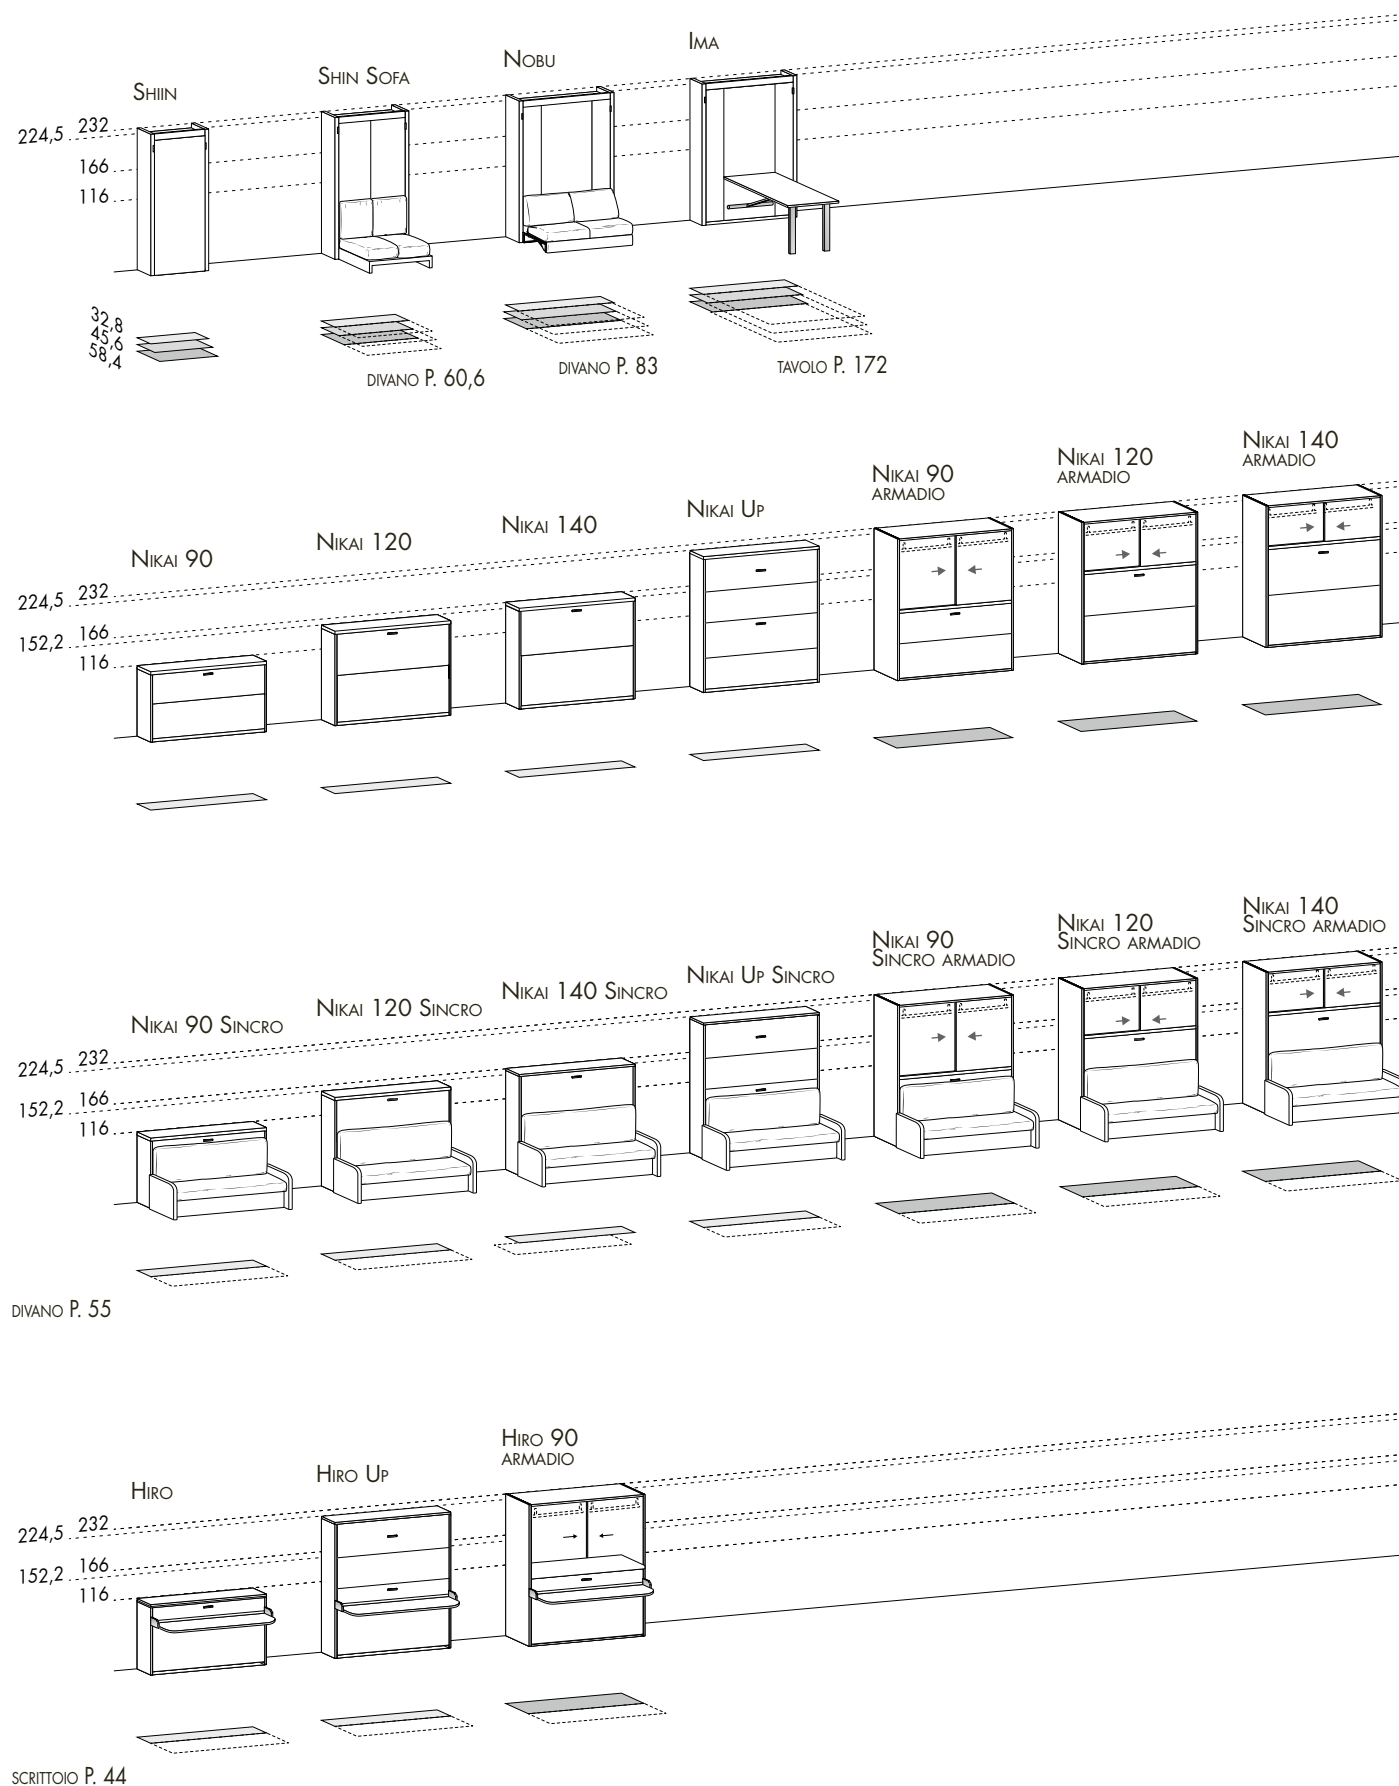 Shiin
Shin Sofa
Nobu
Ima
224,5 232
166
116
32,8
45,6
58,4
divano P. 60,6
divano P. 83
tavolo P. 172
Nikai 90
Nikai 120
Nikai 140
Nikai Up
Nikai 90
armadio
Nikai 120
armadio
Nikai 140
armadio
224,5 232
152,2 166
116
Nikai 90 Sincro
Nikai 120 Sincro
Nikai 140 Sincro
Nikai Up Sincro
Nikai 90
Sincro armadio
Nikai 120
Sincro armadio
Nikai 140
Sincro armadio
224,5 232
152,2 166
116
divano P. 55
Hiro
Hiro Up
Hiro 90
armadio
224,5 232
152,2 166
116
scrittoio P. 44